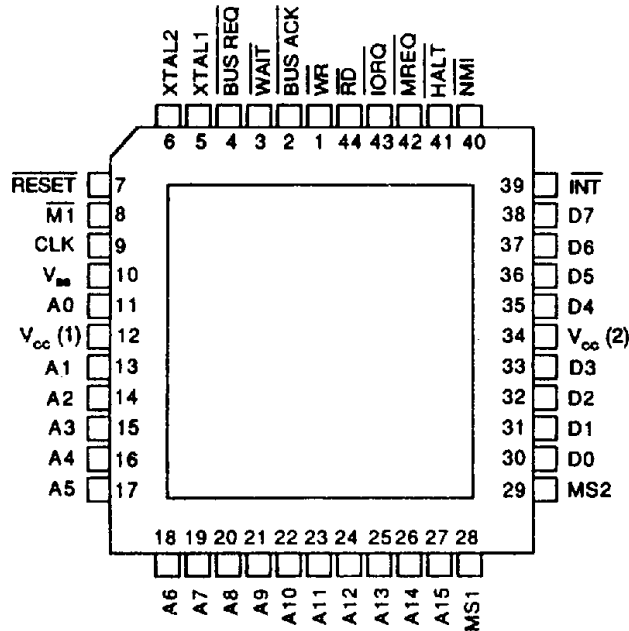 XTAL2 XTAL1 BUS REQ WAIT BUS ACK WR RD IORQ MREQ HALT NMI
6 5 4 3 2 1 44 43 42 41 40
RESET 7 39 INT
M1 8 38 D7
CLK 9 37 D6
Vss 10 36 D5
A0 11 35 D4
Vcc (1) 12 34 Vcc (2)
A1 13 33 D3
A2 14 32 D2
A3 15 31 D1
A4 16 30 D0
A5 17 29 MS2
18 19 20 21 22 23 24 25 26 27 28
A6 A7 A8 A9 A10 A11 A12 A13 A14 A15 MS1